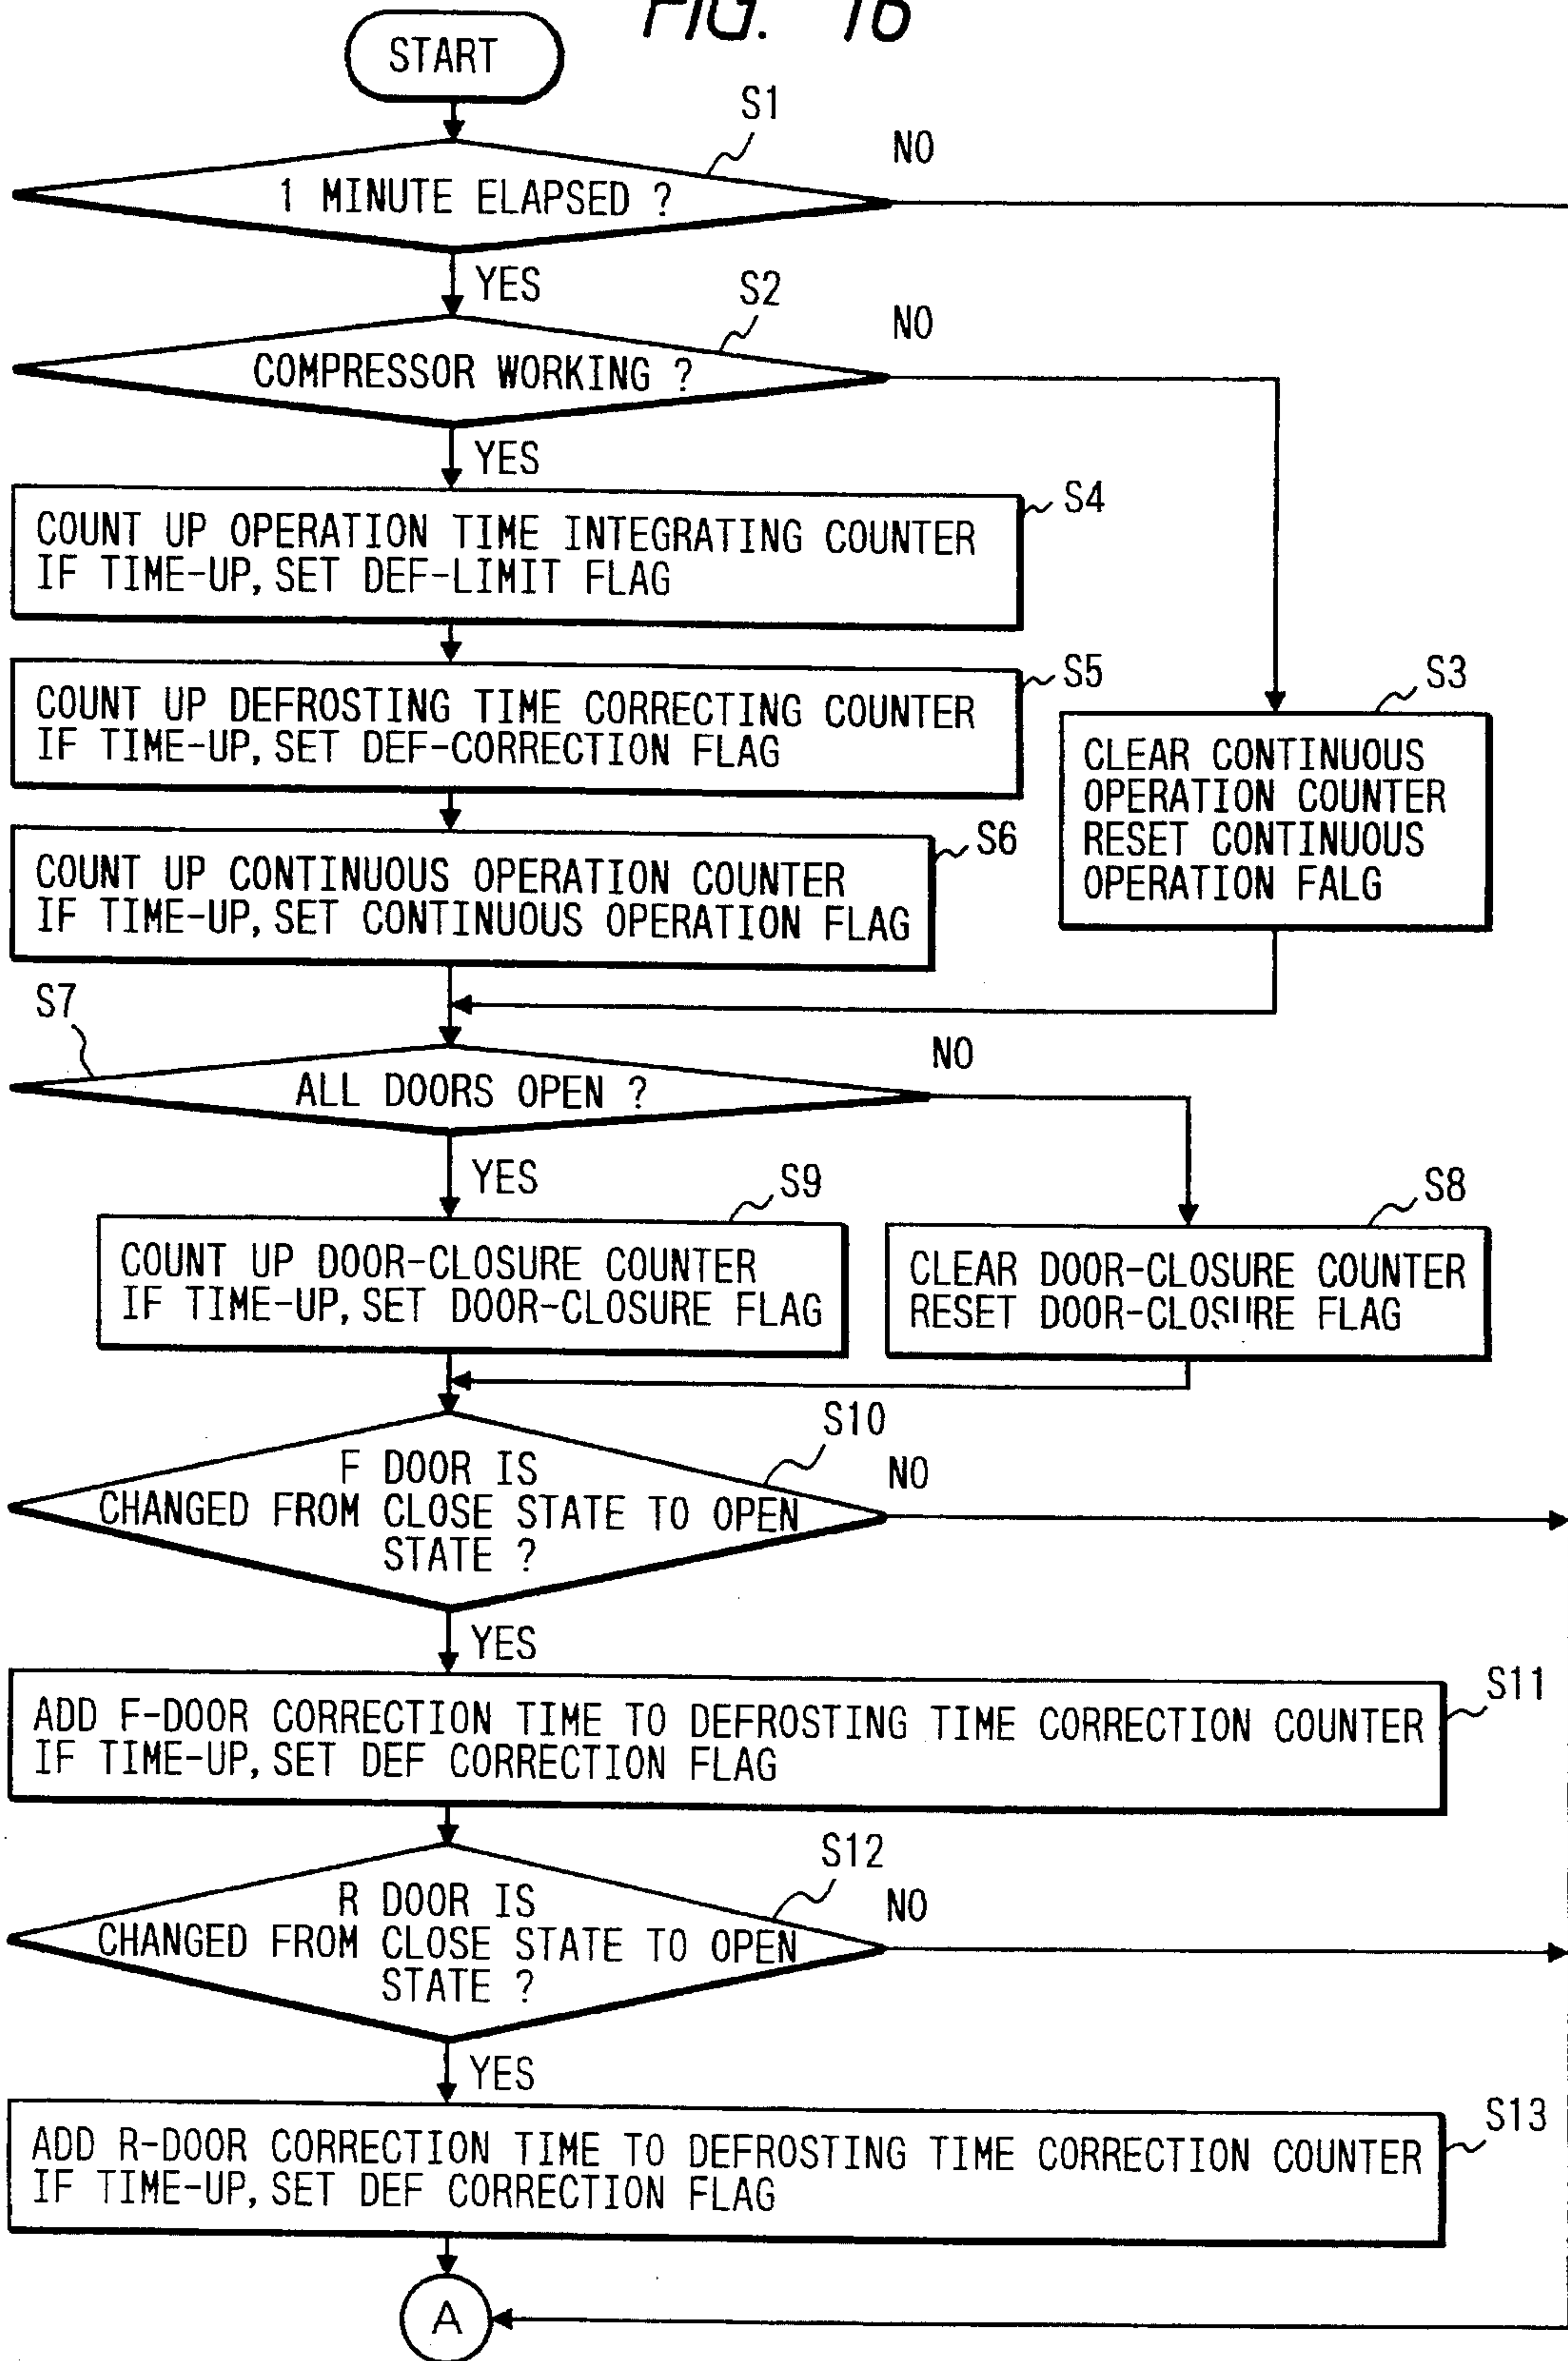 FIG. 16
START
S1
NO
1 MINUTE ELAPSED ?
YES
S2
NO
COMPRESSOR WORKING ?
YES
S4
COUNT UP OPERATION TIME INTEGRATING COUNTER
IF TIME-UP, SET DEF-LIMIT FLAG
S5
COUNT UP DEFROSTING TIME CORRECTING COUNTER
IF TIME-UP, SET DEF-CORRECTION FLAG
S3
CLEAR CONTINUOUS
OPERATION COUNTER
RESET CONTINUOUS
OPERATION FALG
S6
COUNT UP CONTINUOUS OPERATION COUNTER
IF TIME-UP, SET CONTINUOUS OPERATION FLAG
S7
NO
ALL DOORS OPEN ?
YES
S9
COUNT UP DOOR-CLOSURE COUNTER
IF TIME-UP, SET DOOR-CLOSURE FLAG
S8
CLEAR DOOR-CLOSURE COUNTER
RESET DOOR-CLOSURE FLAG
S10
NO
F DOOR IS
CHANGED FROM CLOSE STATE TO OPEN
STATE ?
YES
S11
ADD F-DOOR CORRECTION TIME TO DEFROSTING TIME CORRECTION COUNTER
IF TIME-UP, SET DEF CORRECTION FLAG
S12
NO
R DOOR IS
CHANGED FROM CLOSE STATE TO OPEN
STATE ?
YES
S13
ADD R-DOOR CORRECTION TIME TO DEFROSTING TIME CORRECTION COUNTER
IF TIME-UP, SET DEF CORRECTION FLAG
A